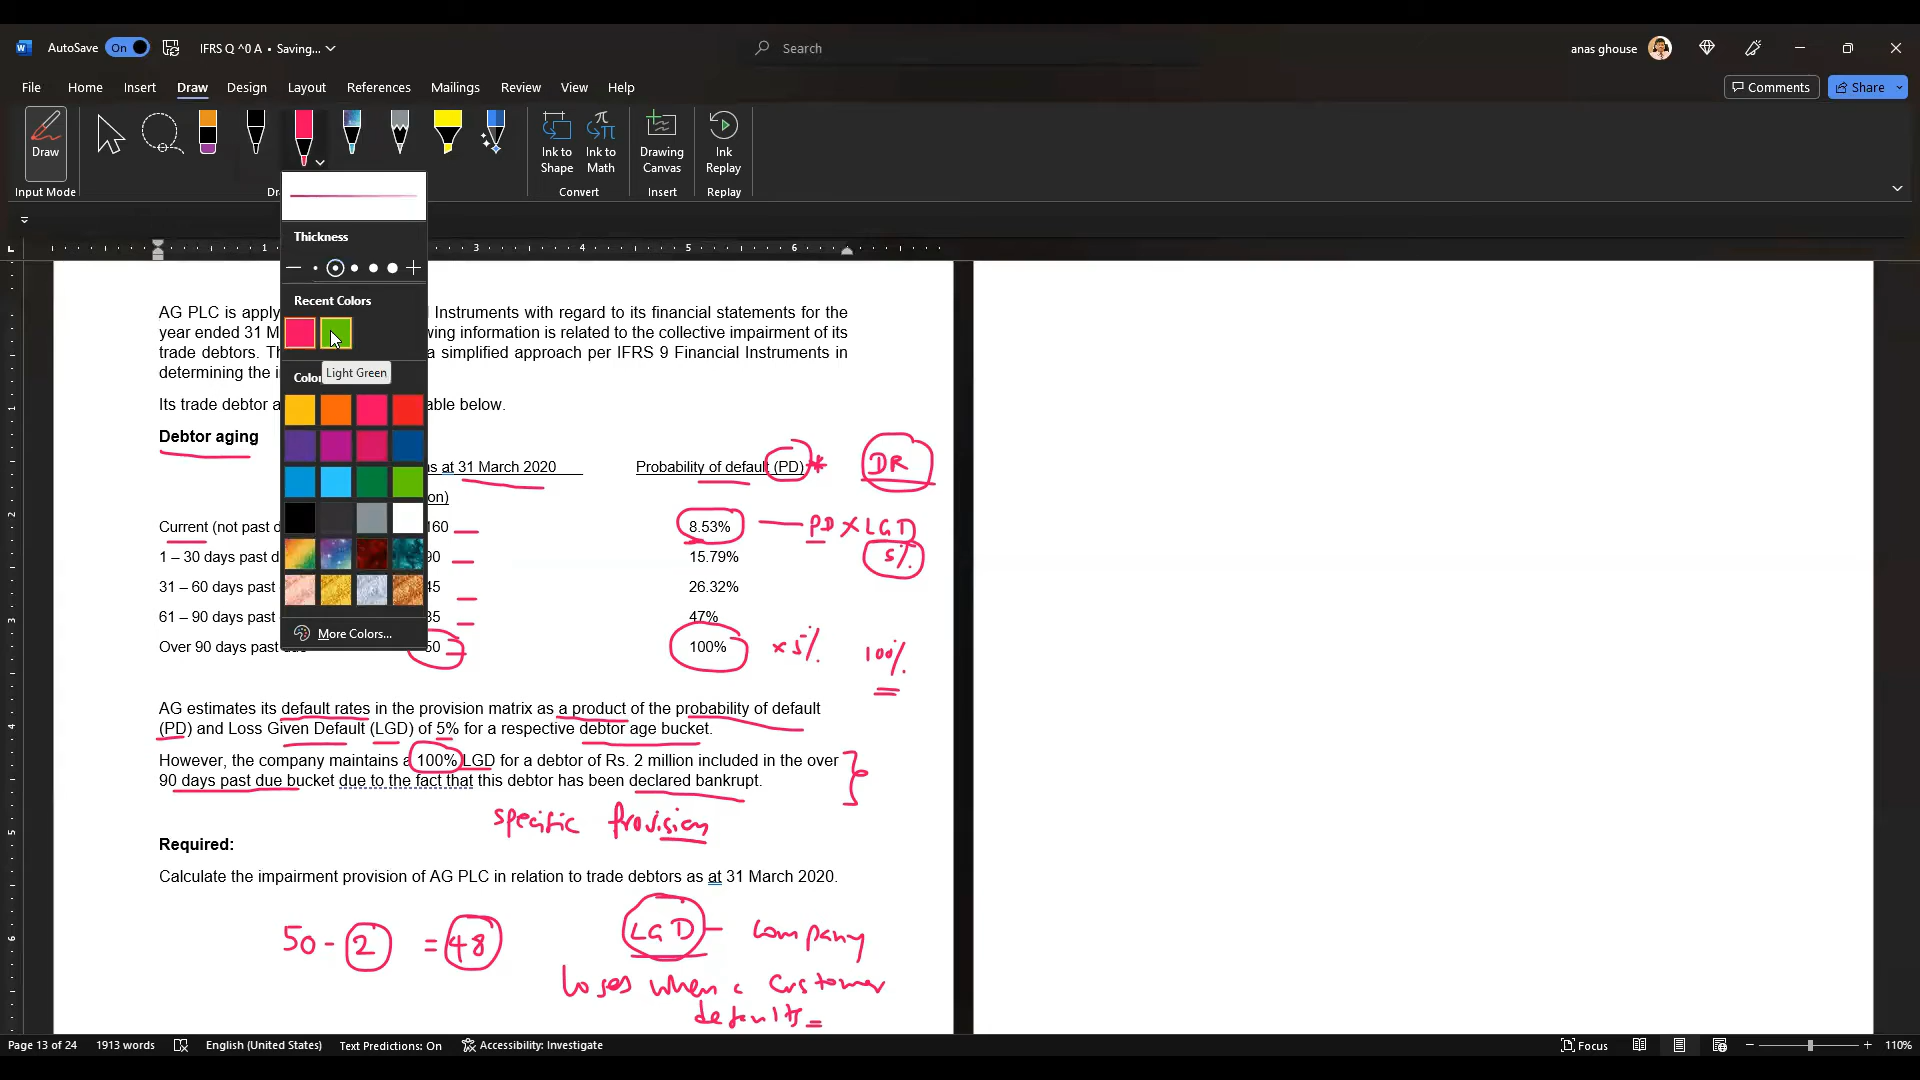 AutoSave On IFRS Q ^0 A • Saving... Search anas ghouse
File Home Insert Draw Design Layout References Mailings Review View Help Comments Share
Draw Ink to Shape Ink to Math Drawing Canvas Ink Replay
Input Mode Convert Insert Replay
Thickness
Recent Colors
Light Green
More Colors...
1 3 4 5 6
AG PLC is apply Instruments with regard to its financial statements for the
year ended 31 M wing information is related to the collective impairment of its
trade debtors. Th a simplified approach per IFRS 9 Financial Instruments in
determining the i
Its trade debtor a able below.
Debtor aging
as at 31 March 2020 Probability of default (PD) * DR
on)
Current (not past d 160 8.53% PD X LGD
1 – 30 days past d 90 15.79% 5%
31 – 60 days past 45 26.32%
61 – 90 days past 35 47%
Over 90 days past due 50 100% x 5% 100%
AG estimates its default rates in the provision matrix as a product of the probability of default
(PD) and Loss Given Default (LGD) of 5% for a respective debtor age bucket.
However, the company maintains a 100% LGD for a debtor of Rs. 2 million included in the over
90 days past due bucket due to the fact that this debtor has been declared bankrupt.
specific Provision
Required:
Calculate the impairment provision of AG PLC in relation to trade debtors as at 31 March 2020.
50 - 2 = 48 LGD – company
loses when a customer
defaults
Page 13 of 24 1913 words English (United States) Text Predictions: On Accessibility: Investigate Focus 110%